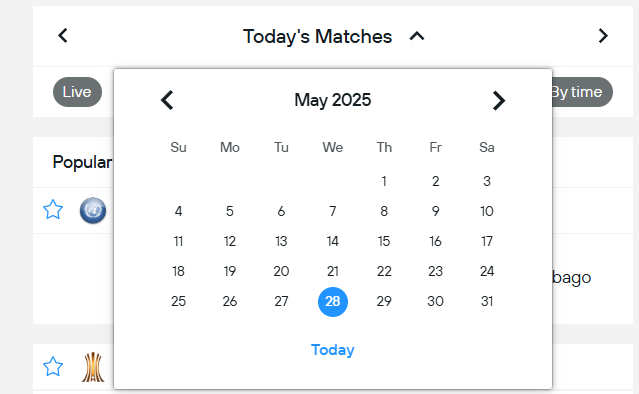 Today's Matches
Live
By time
May 2025
Su Mo Tu We Th Fr Sa
1 2 3
4 5 6 7 8 9 10
Popular
11 12 13 14 15 16 17
18 19 20 21 22 23 24
bago
25 26 27 28 29 30 31
Today